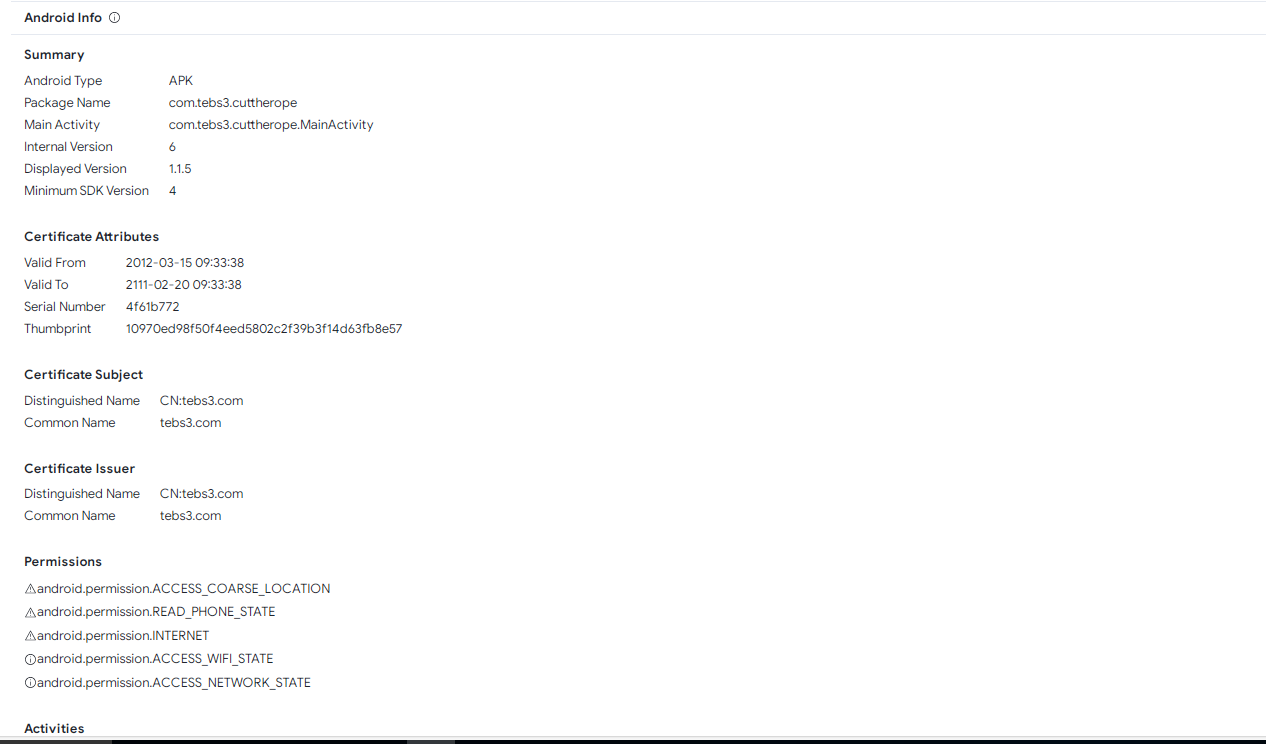 Android Info
Summary
Android Type APK
Package Name com.tebs3.cuttherope
Main Activity com.tebs3.cuttherope.MainActivity
Internal Version 6
Displayed Version 1.1.5
Minimum SDK Version 4
Certificate Attributes
Valid From 2012-03-15 09:33:38
Valid To 2111-02-20 09:33:38
Serial Number 4f61b772
Thumbprint 10970ed98f50f4eed5802c2f39b3f14d63fb8e57
Certificate Subject
Distinguished Name CN:tebs3.com
Common Name tebs3.com
Certificate Issuer
Distinguished Name CN:tebs3.com
Common Name tebs3.com
Permissions
android.permission.ACCESS_COARSE_LOCATION
android.permission.READ_PHONE_STATE
android.permission.INTERNET
android.permission.ACCESS_WIFI_STATE
android.permission.ACCESS_NETWORK_STATE
Activities